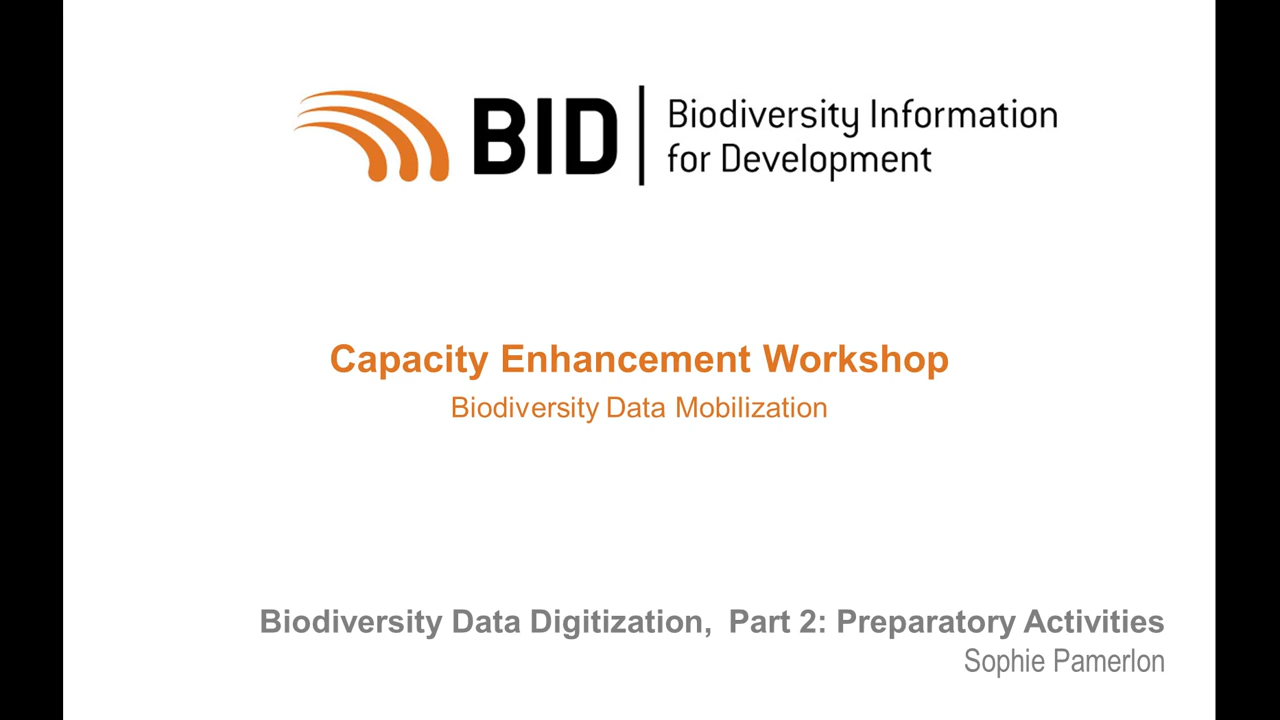 BID
Biodiversity Information
for Development
Capacity Enhancement Workshop
Biodiversity Data Mobilization
Biodiversity Data Digitization, Part 2: Preparatory Activities
Sophie Pamerlon